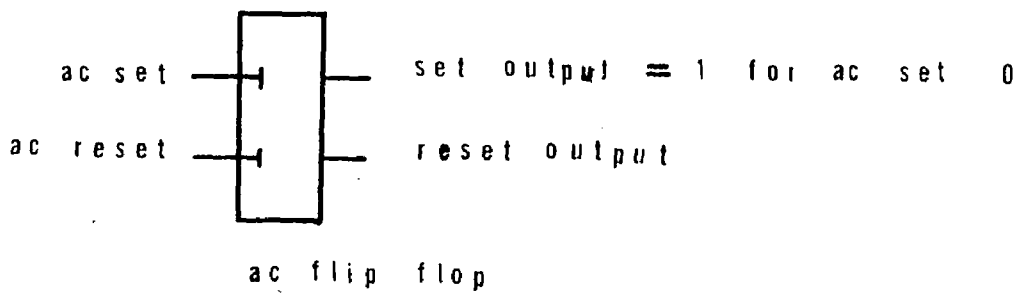 ac set
set output = 1 for ac set 0
ac reset
reset output
ac flip flop